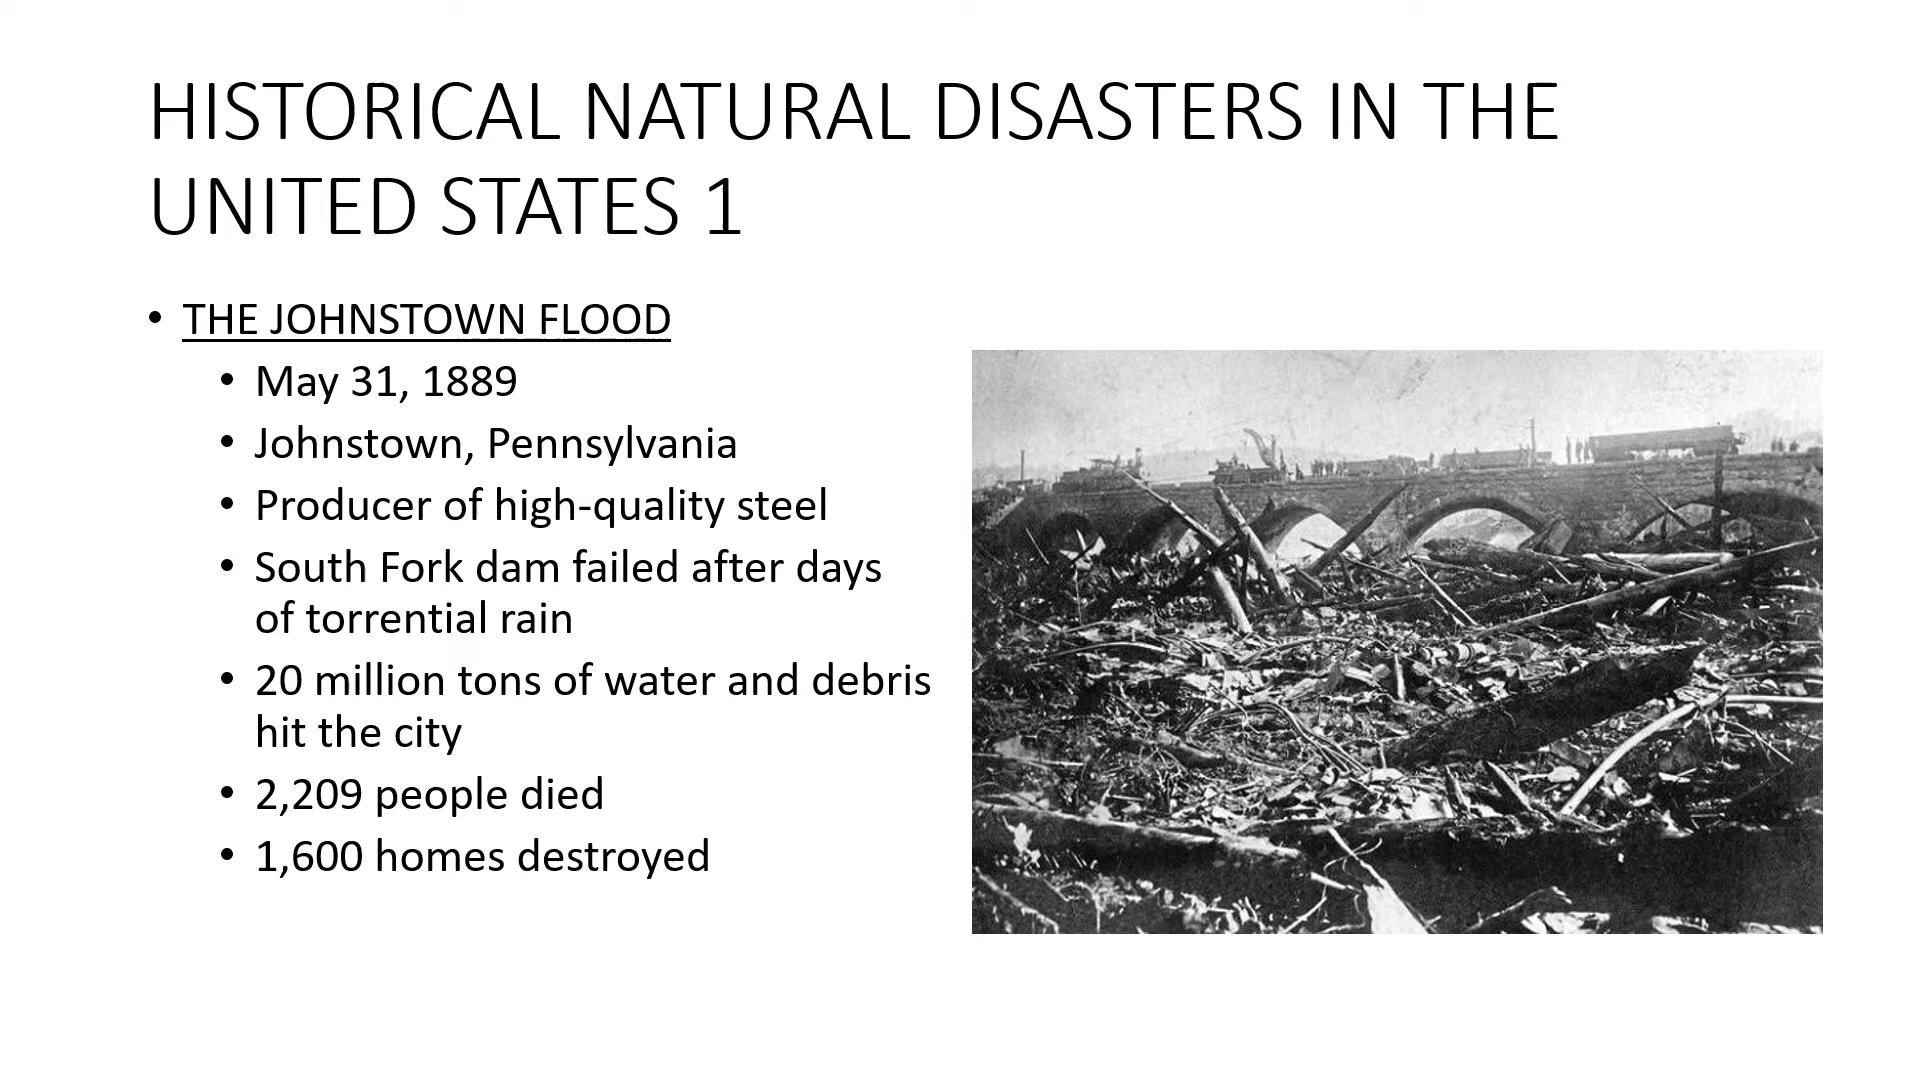 HISTORICAL NATURAL DISASTERS IN THE
UNITED STATES 1
• THE JOHNSTOWN FLOOD
• May 31, 1889
• Johnstown, Pennsylvania
• Producer of high-quality steel
• South Fork dam failed after days
of torrential rain
• 20 million tons of water and debris
hit the city
• 2,209 people died
• 1,600 homes destroyed